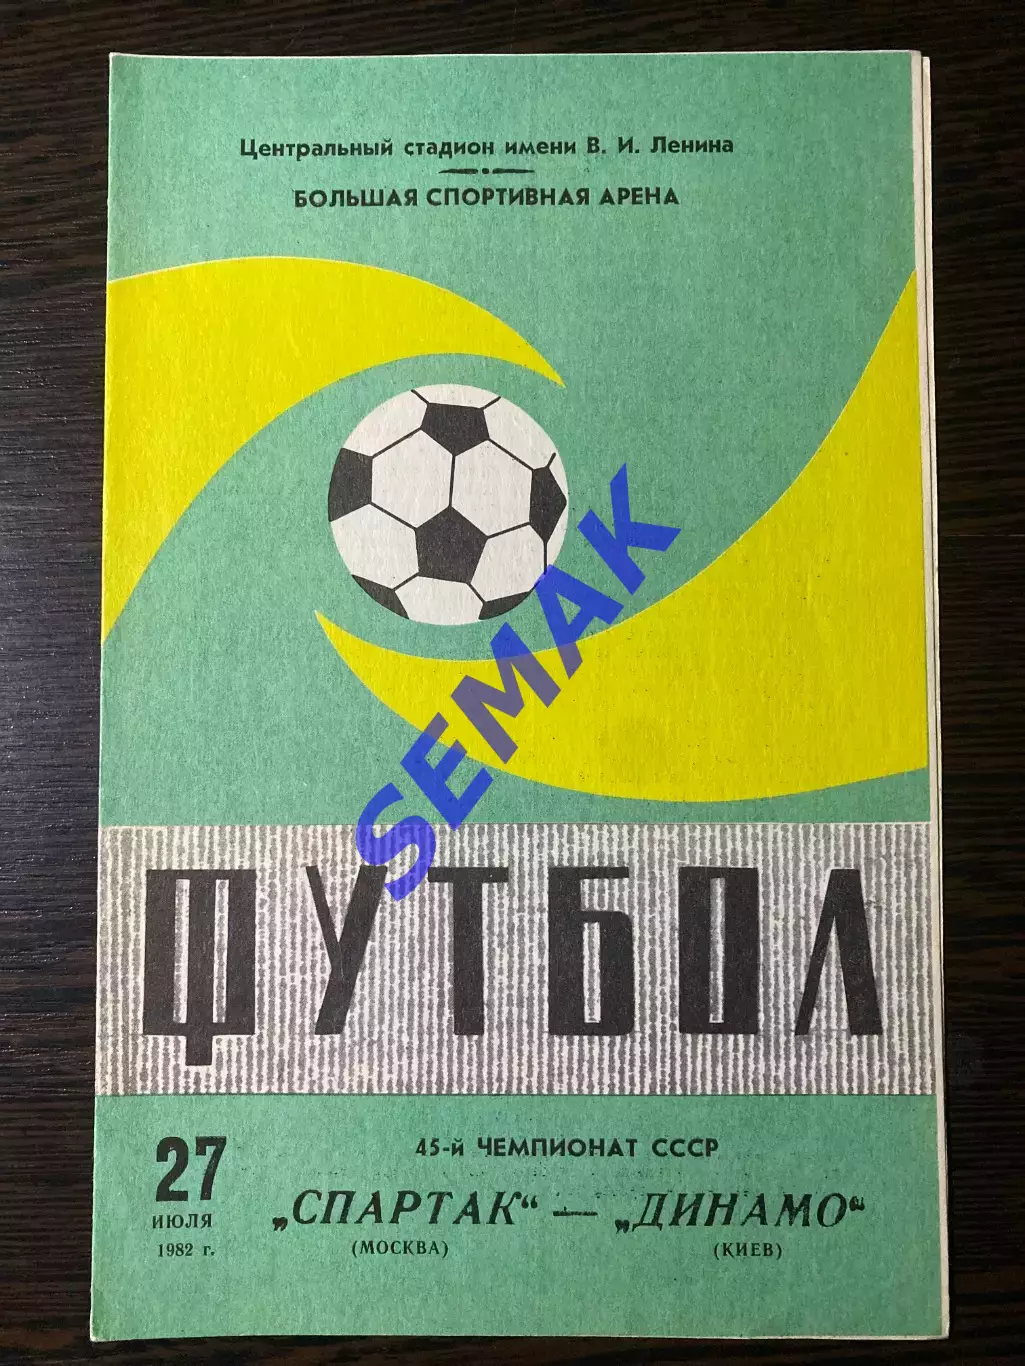 Центральный стадион имени В. И. Ленина
БОЛЬШАЯ СПОРТИВНАЯ АРЕНА
SEMAK
ФУТБОЛ
27
ИЮЛЯ
1982 г.
45-й ЧЕМПИОНАТ СССР
„СПАРТАК“ — „ДИНАМО“
(МОСКВА) (КИЕВ)